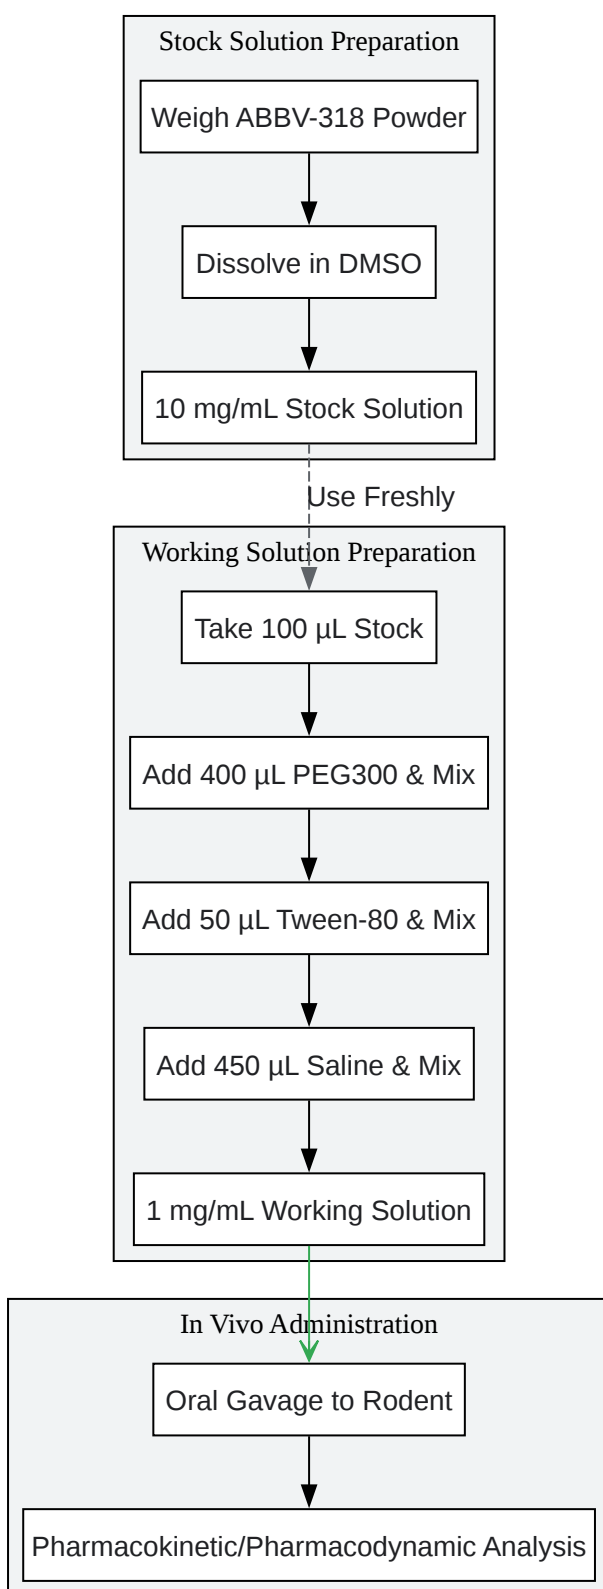 Stock Solution Preparation
Weigh ABBV-318 Powder
Dissolve in DMSO
10 mg/mL Stock Solution
Use Freshly
Working Solution Preparation
Take 100 µL Stock
Add 400 µL PEG300 & Mix
Add 50 µL Tween-80 & Mix
Add 450 µL Saline & Mix
1 mg/mL Working Solution
In Vivo Administration
Oral Gavage to Rodent
Pharmacokinetic/Pharmacodynamic Analysis